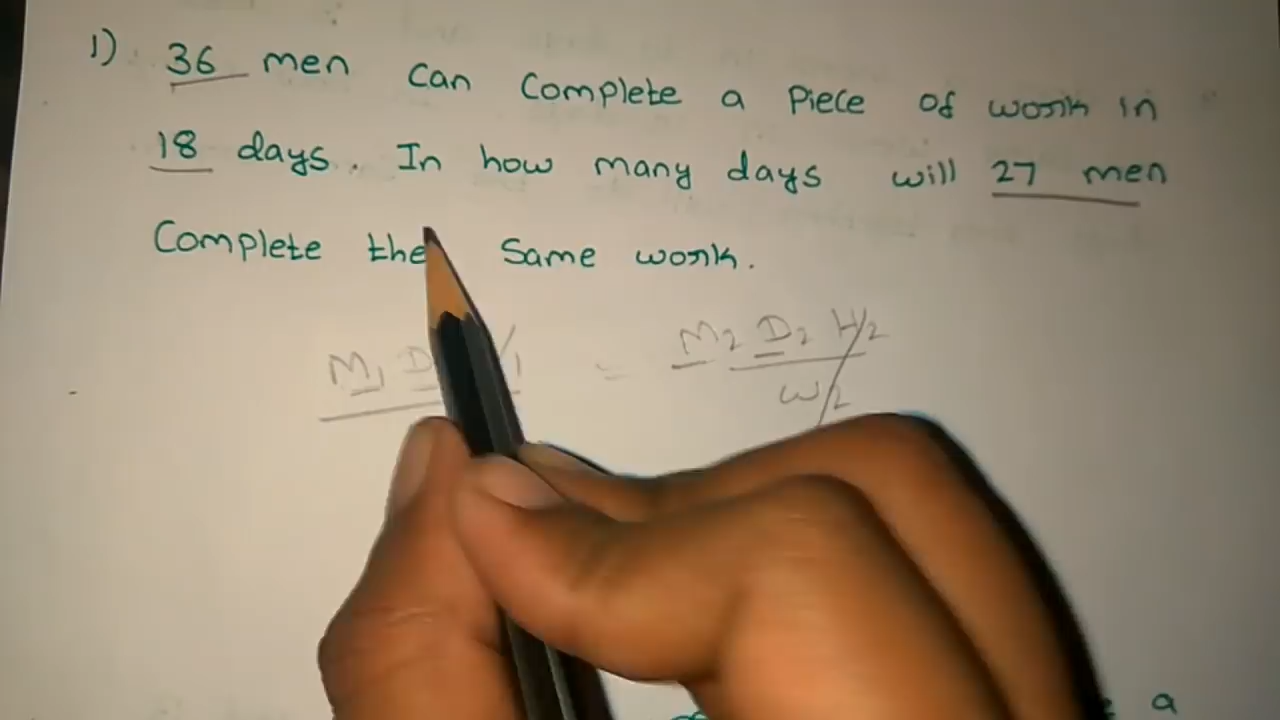 1) 36 men can complete a piece of work in
18 days. In how many days will 27 men
Complete the same work.
M1 D = M2 D2 H2
W2
a